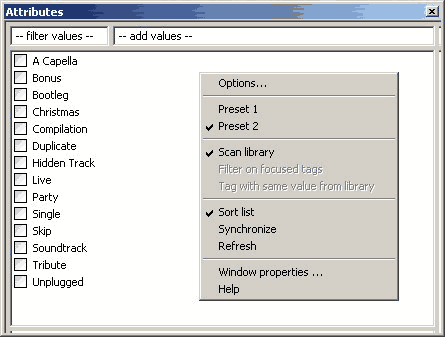 Attributes
-- filter values -- -- add values --
A Capella
Bonus
Bootleg
Christmas
Compilation
Duplicate
Hidden Track
Live
Party
Single
Skip
Soundtrack
Tribute
Unplugged
Options...
Preset 1
Preset 2
Scan library
Filter on focused tags
Tag with same value from library
Sort list
Synchronize
Refresh
Window properties ...
Help